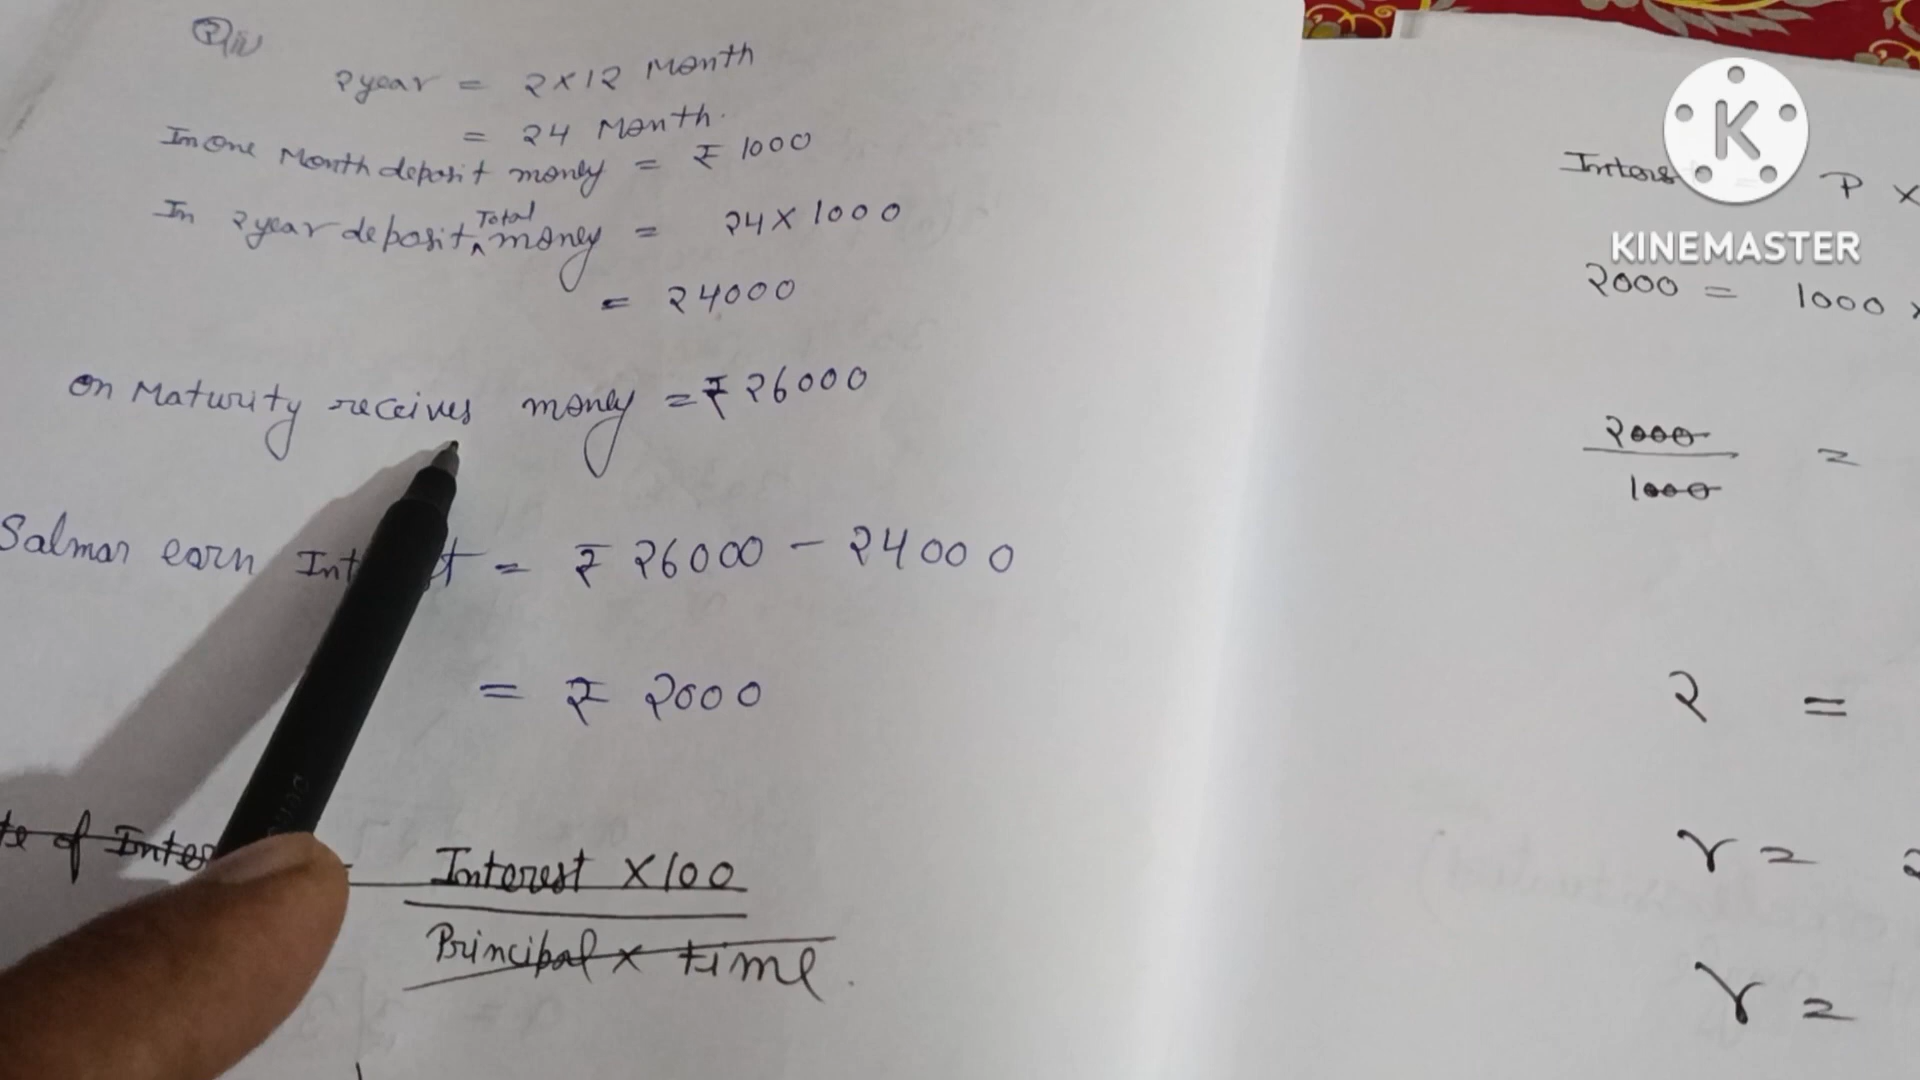 2 iv
2 year = 2 × 12 Month
= 24 Month.
In one Month deposit money = ₹ 1000
In 2 year deposit Total money = 24 × 1000
= 24000
on Maturity receives money = ₹ 26000
Salman earn = ₹ 26000 - 24000
= ₹ 2000
Interest × 100
Principal × time.
K
KINEMASTER
P ×
2000 = 1000 ×
2000 =
1000
2 =
r =
r =